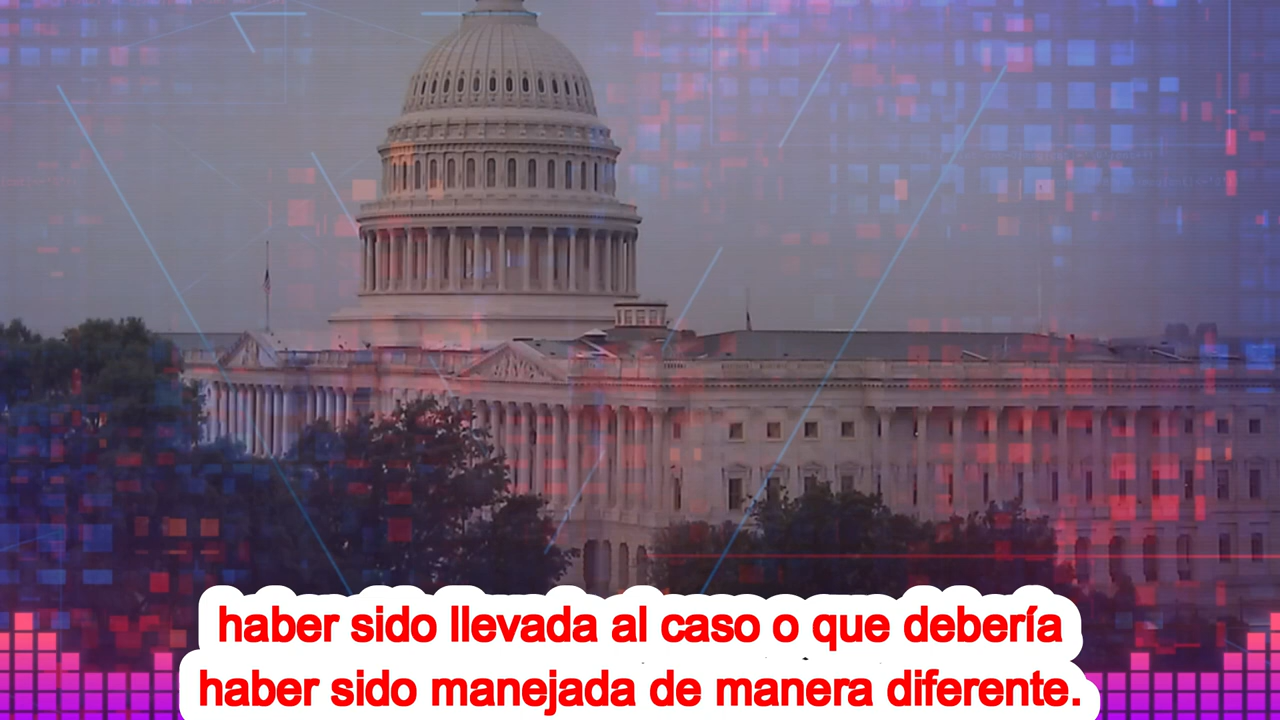 haber sido llevada al caso o que debería
haber sido manejada de manera diferente.